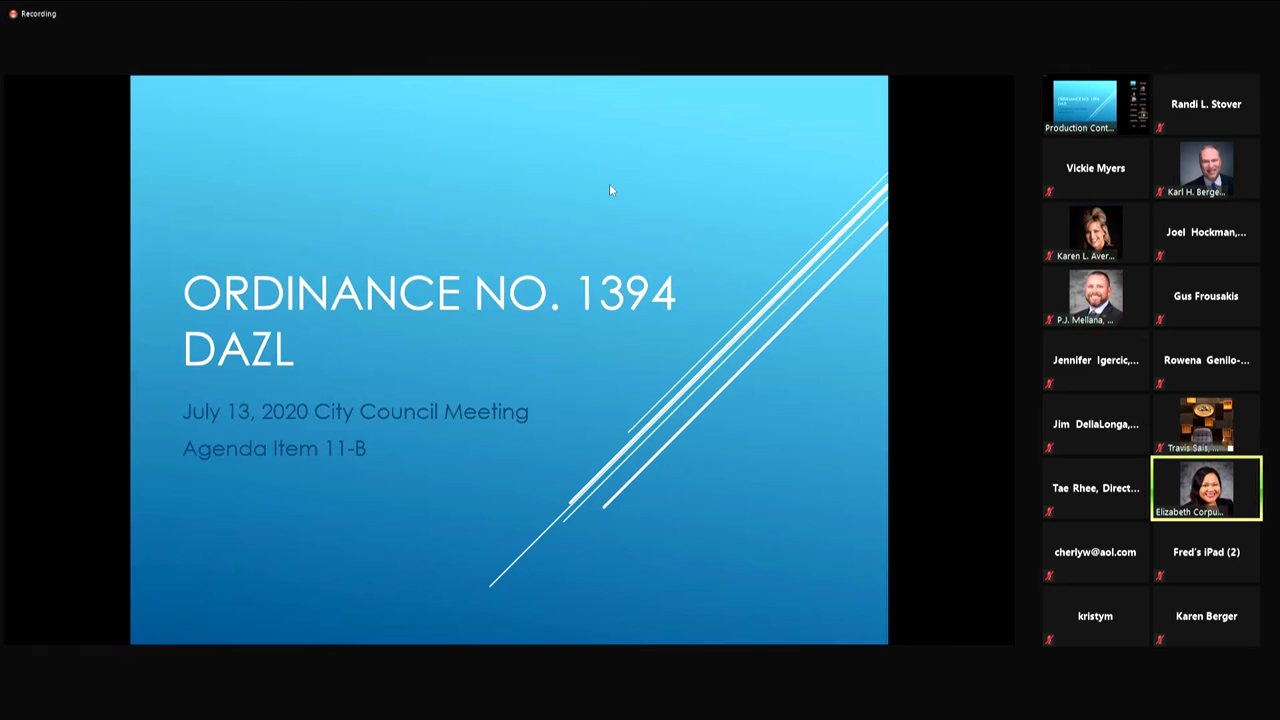 Recording
ORDINANCE NO. 1394
DAZL
July 13, 2020 City Council Meeting
Agenda Item 11-B
Production Cont...
Randi L. Stover
Vickie Myers
Karl H. Berge...
Karen L. Aver...
Joel Hockman,...
P.J. Mellana, ...
Gus Frousakis
Jennifer Igercic,...
Rowena Genilo-...
Jim DellaLonga,...
Travis Sais, ...
Tae Rhee, Direct...
Elizabeth Corpu...
cherlyw@aol.com
Fred's iPad (2)
kristym
Karen Berger